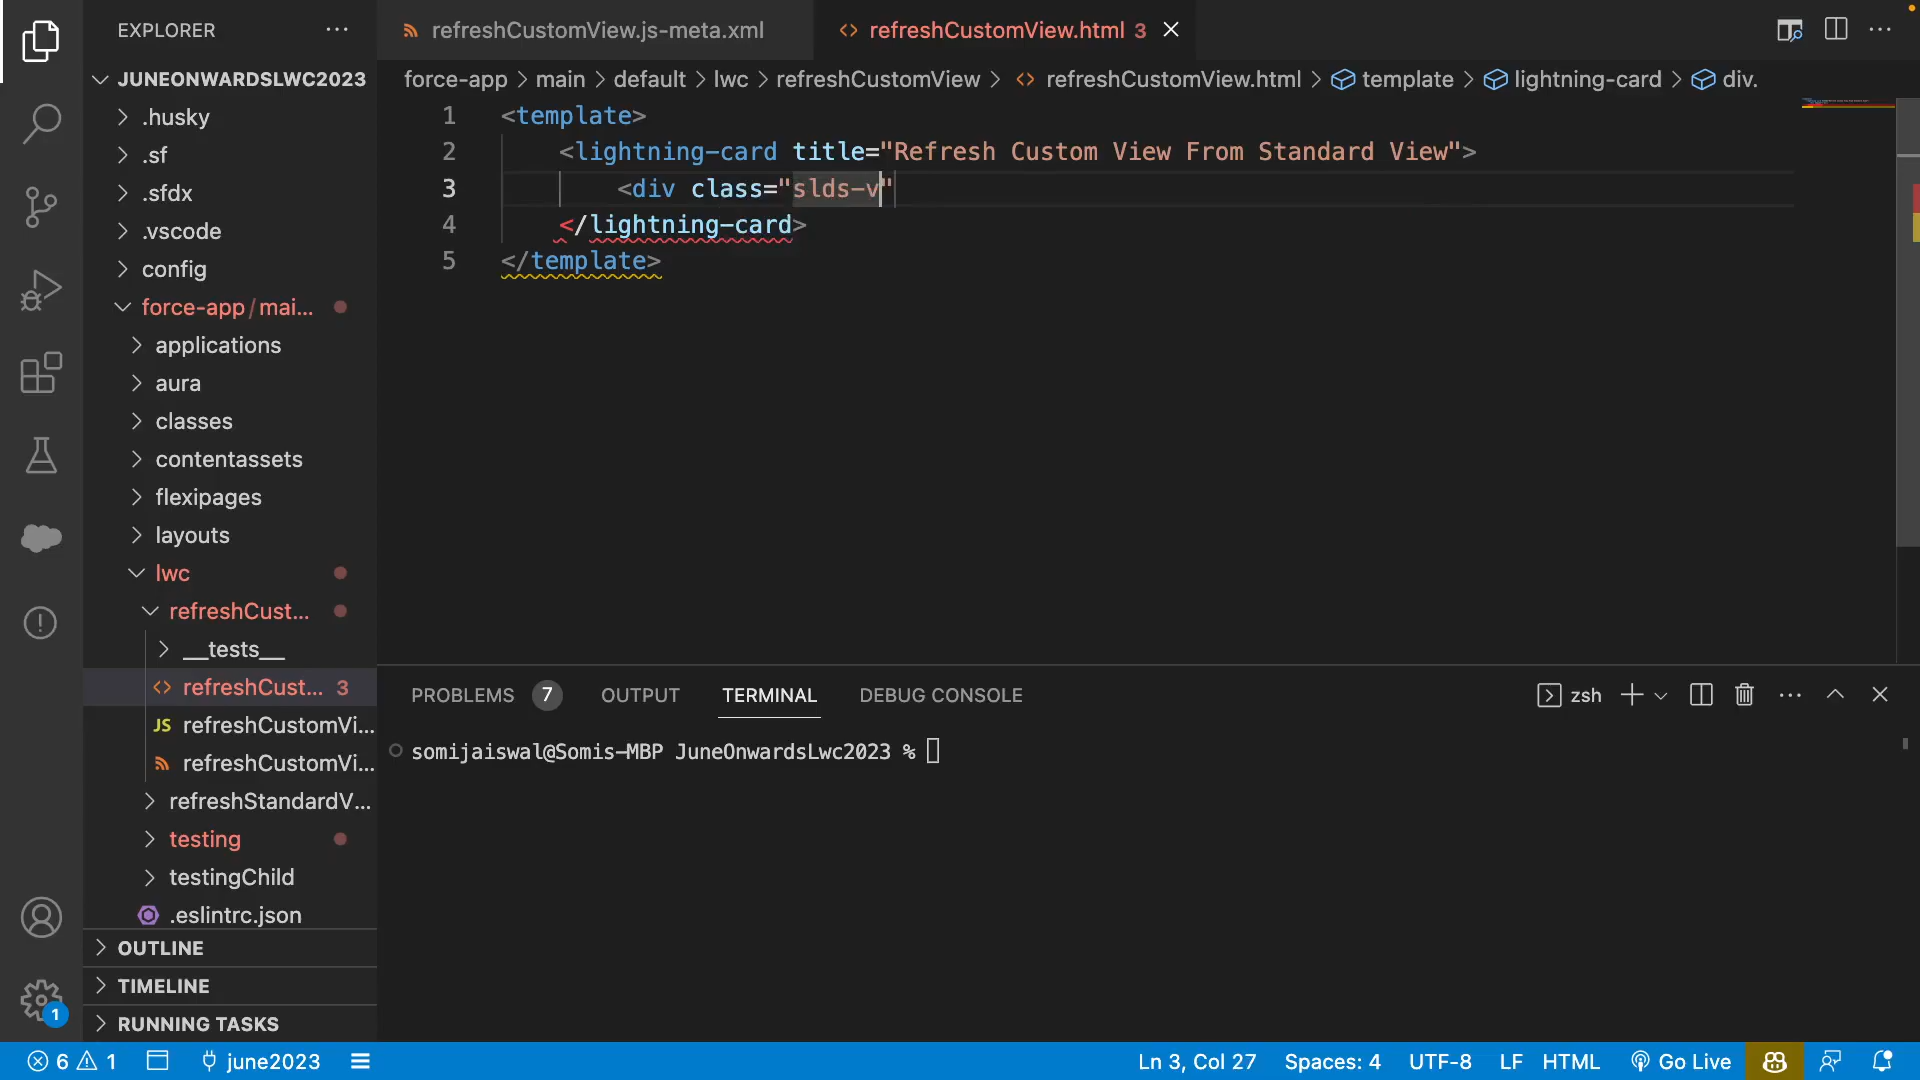 EXPLORER
JUNEONWARDSLWC2023
.husky
.sf
.sfdx
.vscode
config
force-app/mai...
applications
aura
classes
contentassets
flexipages
layouts
lwc
refreshCust...
__tests__
refreshCust... 3
JS refreshCustomVi...
refreshCustomVi...
refreshStandardV...
testing
testingChild
.eslintrc.json
OUTLINE
TIMELINE
RUNNING TASKS
refreshCustomView.js-meta.xml
refreshCustomView.html 3
force-app > main > default > lwc > refreshCustomView > refreshCustomView.html > template > lightning-card > div.
1 <template>
2 <lightning-card title="Refresh Custom View From Standard View">
3 <div class="slds-v"
4 </lightning-card>
5 </template>
PROBLEMS 7 OUTPUT TERMINAL DEBUG CONSOLE zsh
somijaiswal@Somis-MBP JuneOnwardsLwc2023 %
1
6 1 june2023 Ln 3, Col 27 Spaces: 4 UTF-8 LF HTML Go Live